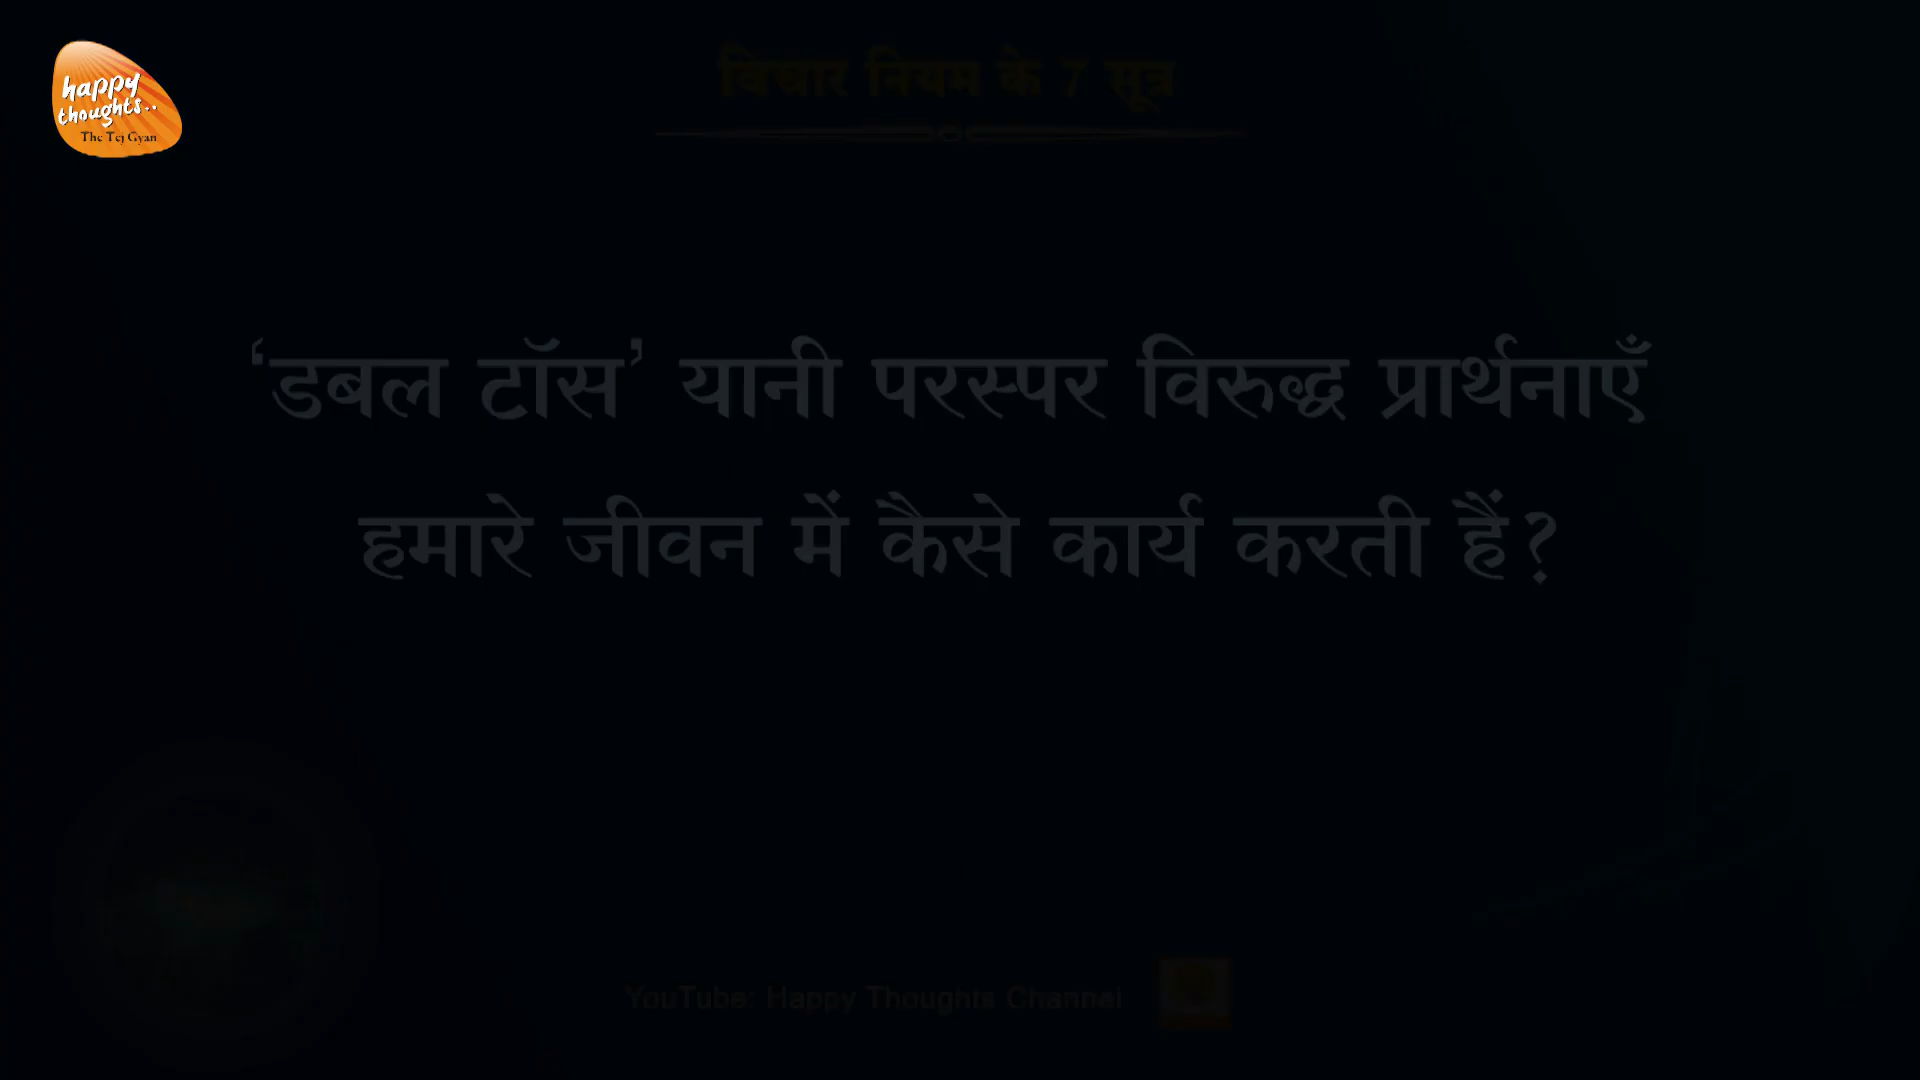 happy
thoughts..
The Tej Gyan
विचार नियम के 7 सूत्र
‘डबल टॉस’ यानी परस्पर विरुद्ध प्रार्थनाएँ
हमारे जीवन में कैसे कार्य करती हैं?
YouTube: Happy Thoughts Channel